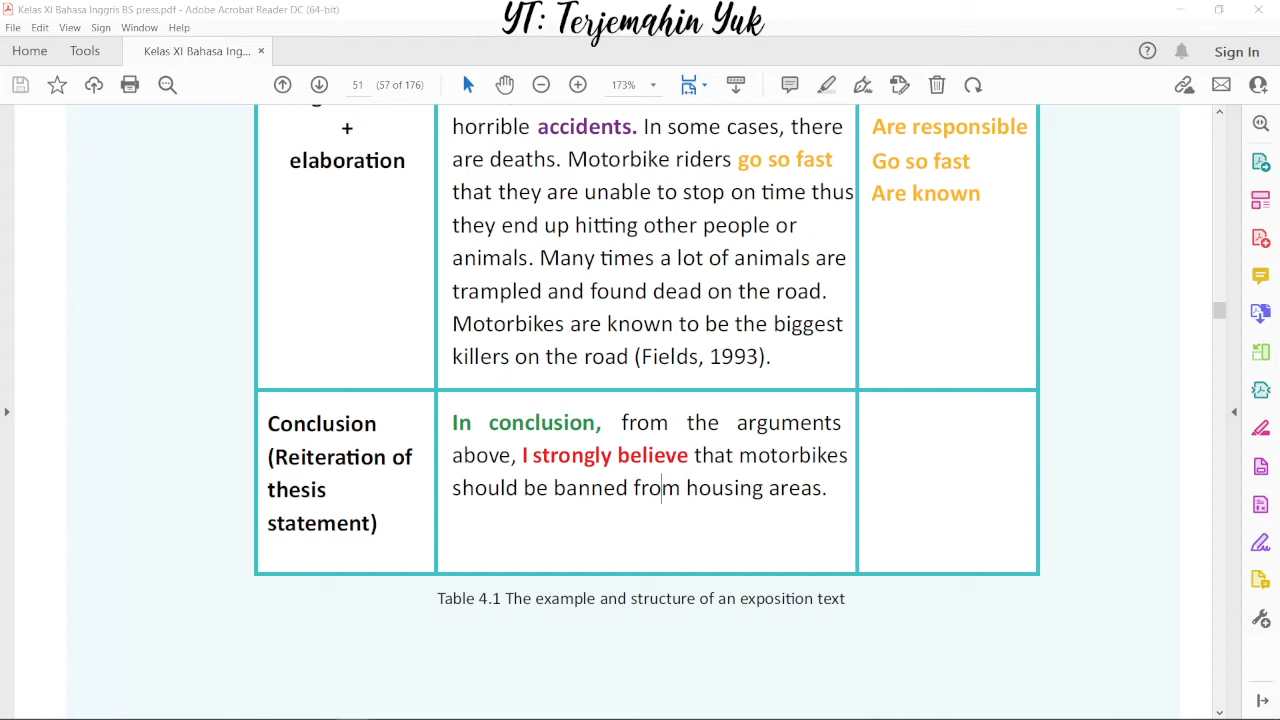 Kelas XI Bahasa Inggris BS press.pdf - Adobe Acrobat Reader DC (64-bit)
YT: Terjemahin Yuk
File Edit View Sign Window Help
Home Tools Kelas XI Bahasa Ing... × Sign In
51 (57 of 176) 173%
+
elaboration
horrible accidents. In some cases, there
are deaths. Motorbike riders go so fast
that they are unable to stop on time thus
they end up hitting other people or
animals. Many times a lot of animals are
trampled and found dead on the road.
Motorbikes are known to be the biggest
killers on the road (Fields, 1993).
Are responsible
Go so fast
Are known
Conclusion
(Reiteration of
thesis
statement)
In conclusion, from the arguments
above, I strongly believe that motorbikes
should be banned from housing areas.
Table 4.1 The example and structure of an exposition text